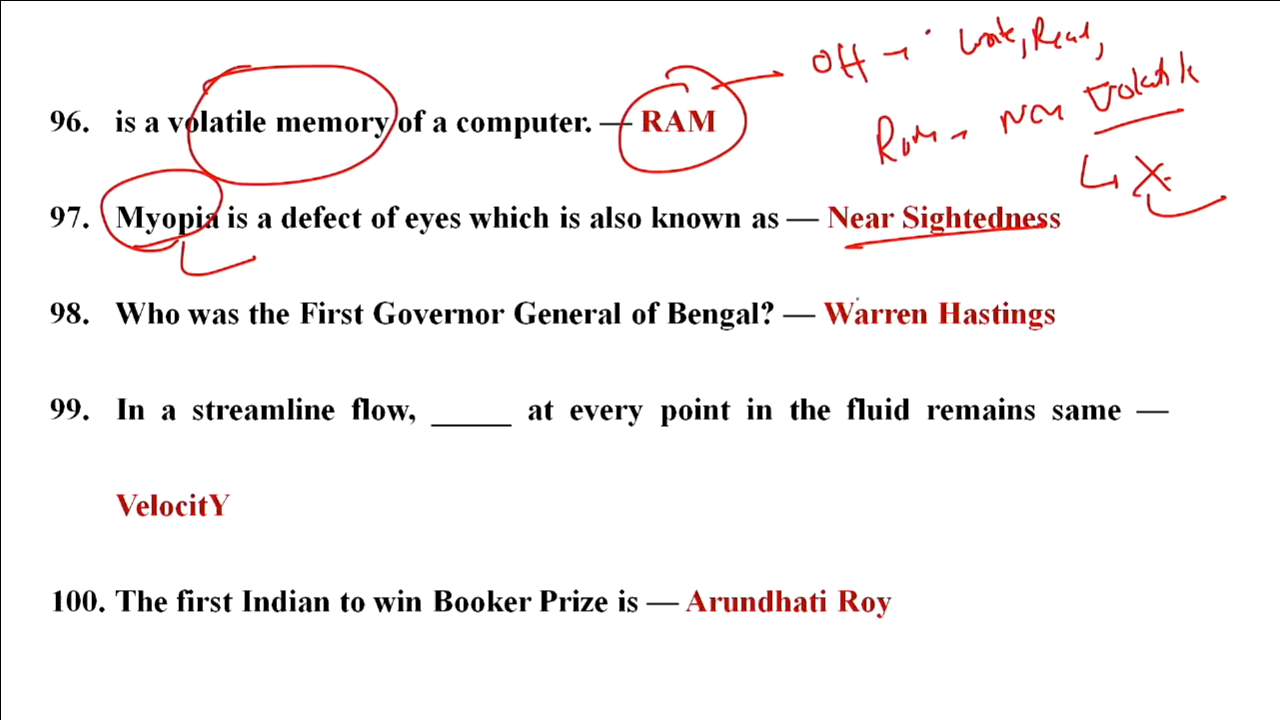 Off → Write, Read,
96. is a volatile memory of a computer. — RAM
Rom → Non Volatile
97. Myopia is a defect of eyes which is also known as — Near Sightedness
98. Who was the First Governor General of Bengal? — Warren Hastings
99. In a streamline flow, _____ at every point in the fluid remains same —
VelocitY
100. The first Indian to win Booker Prize is — Arundhati Roy